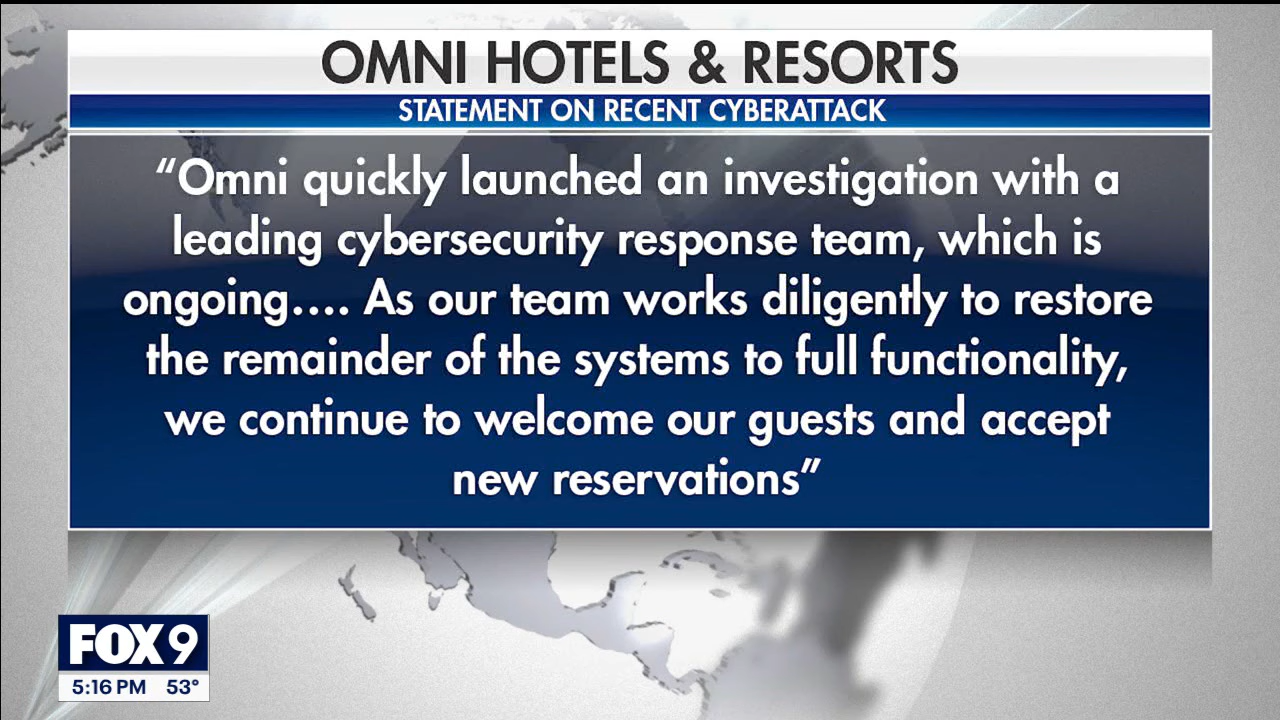 OMNI HOTELS & RESORTS
STATEMENT ON RECENT CYBERATTACK
“Omni quickly launched an investigation with a
leading cybersecurity response team, which is
ongoing.... As our team works diligently to restore
the remainder of the systems to full functionality,
we continue to welcome our guests and accept
new reservations”
FOX 9
5:16 PM 53°